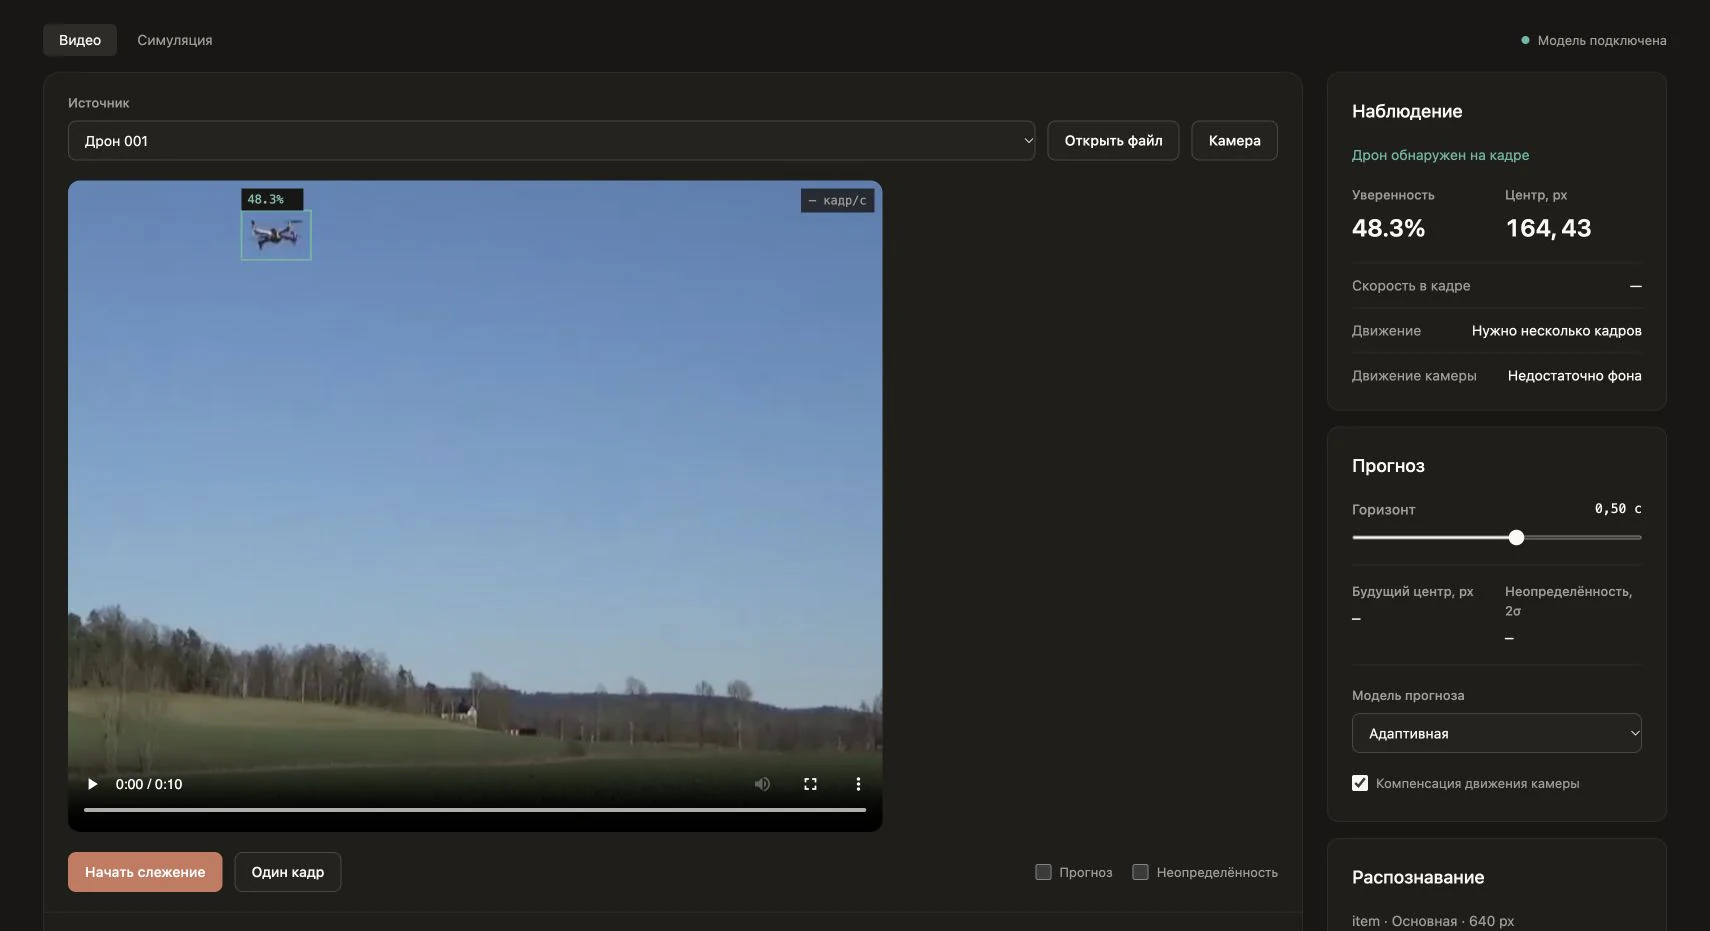 Видео
Симуляция
Модель подключена
Источник
Дрон 001
Открыть файл
Камера
48.3%
— кадр/с
0:00 / 0:10
Начать слежение
Один кадр
Прогноз
Неопределённость
Наблюдение
Дрон обнаружен на кадре
Уверенность
Центр, px
48.3%
164, 43
Скорость в кадре
—
Движение
Нужно несколько кадров
Движение камеры
Недостаточно фона
Прогноз
Горизонт
0,50 с
Будущий центр, px
—
Неопределённость,
2σ
—
Модель прогноза
Адаптивная
Компенсация движения камеры
Распознавание
item · Основная · 640 px